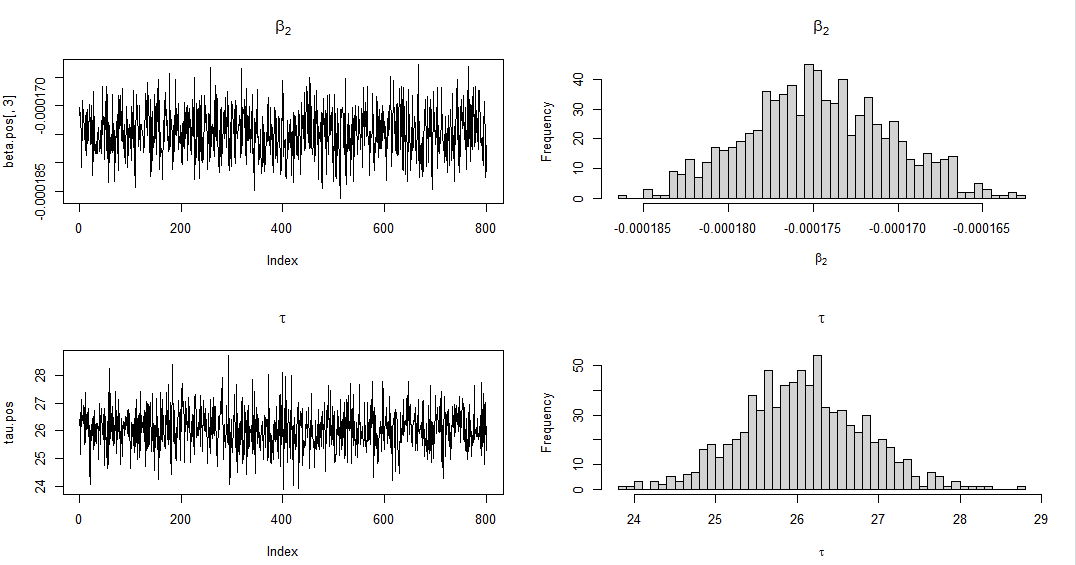 β2
beta.pos[, 3]
-0.000170
-0.000185
0 200 400 600 800
Index
β2
Frequency
40
30
20
10
0
-0.000185 -0.000180 -0.000175 -0.000170 -0.000165
β2
τ
tau.pos
28
27
26
25
24
0 200 400 600 800
Index
τ
Frequency
50
30
10
0
24 25 26 27 28 29
τ